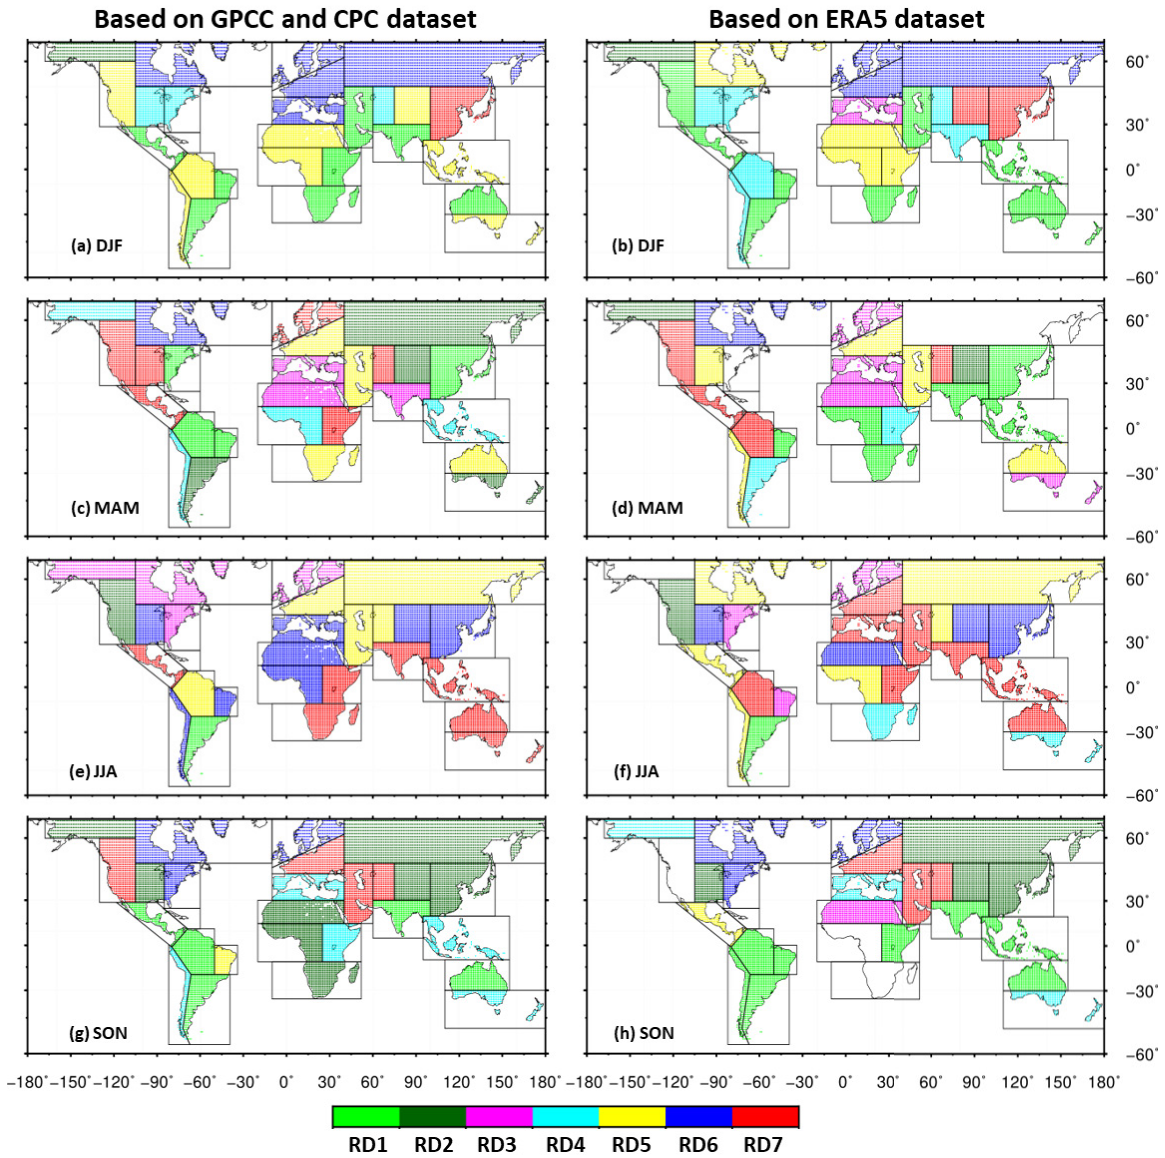 Based on GPCC and CPC dataset Based on ERA5 dataset
60° 30° 0° −30° −60°
(a) DJF (b) DJF
60° 30° 0° −30° −60°
(c) MAM (d) MAM
60° 30° 0° −30° −60°
(e) JJA (f) JJA
60° 30° 0° −30° −60°
(g) SON (h) SON
−180° −150° −120° −90° −60° −30° 0° 30° 60° 90° 120° 150° 180° −180° −150° −120° −90° −60° −30° 0° 30° 60° 90° 120° 150° 180°
RD1 RD2 RD3 RD4 RD5 RD6 RD7